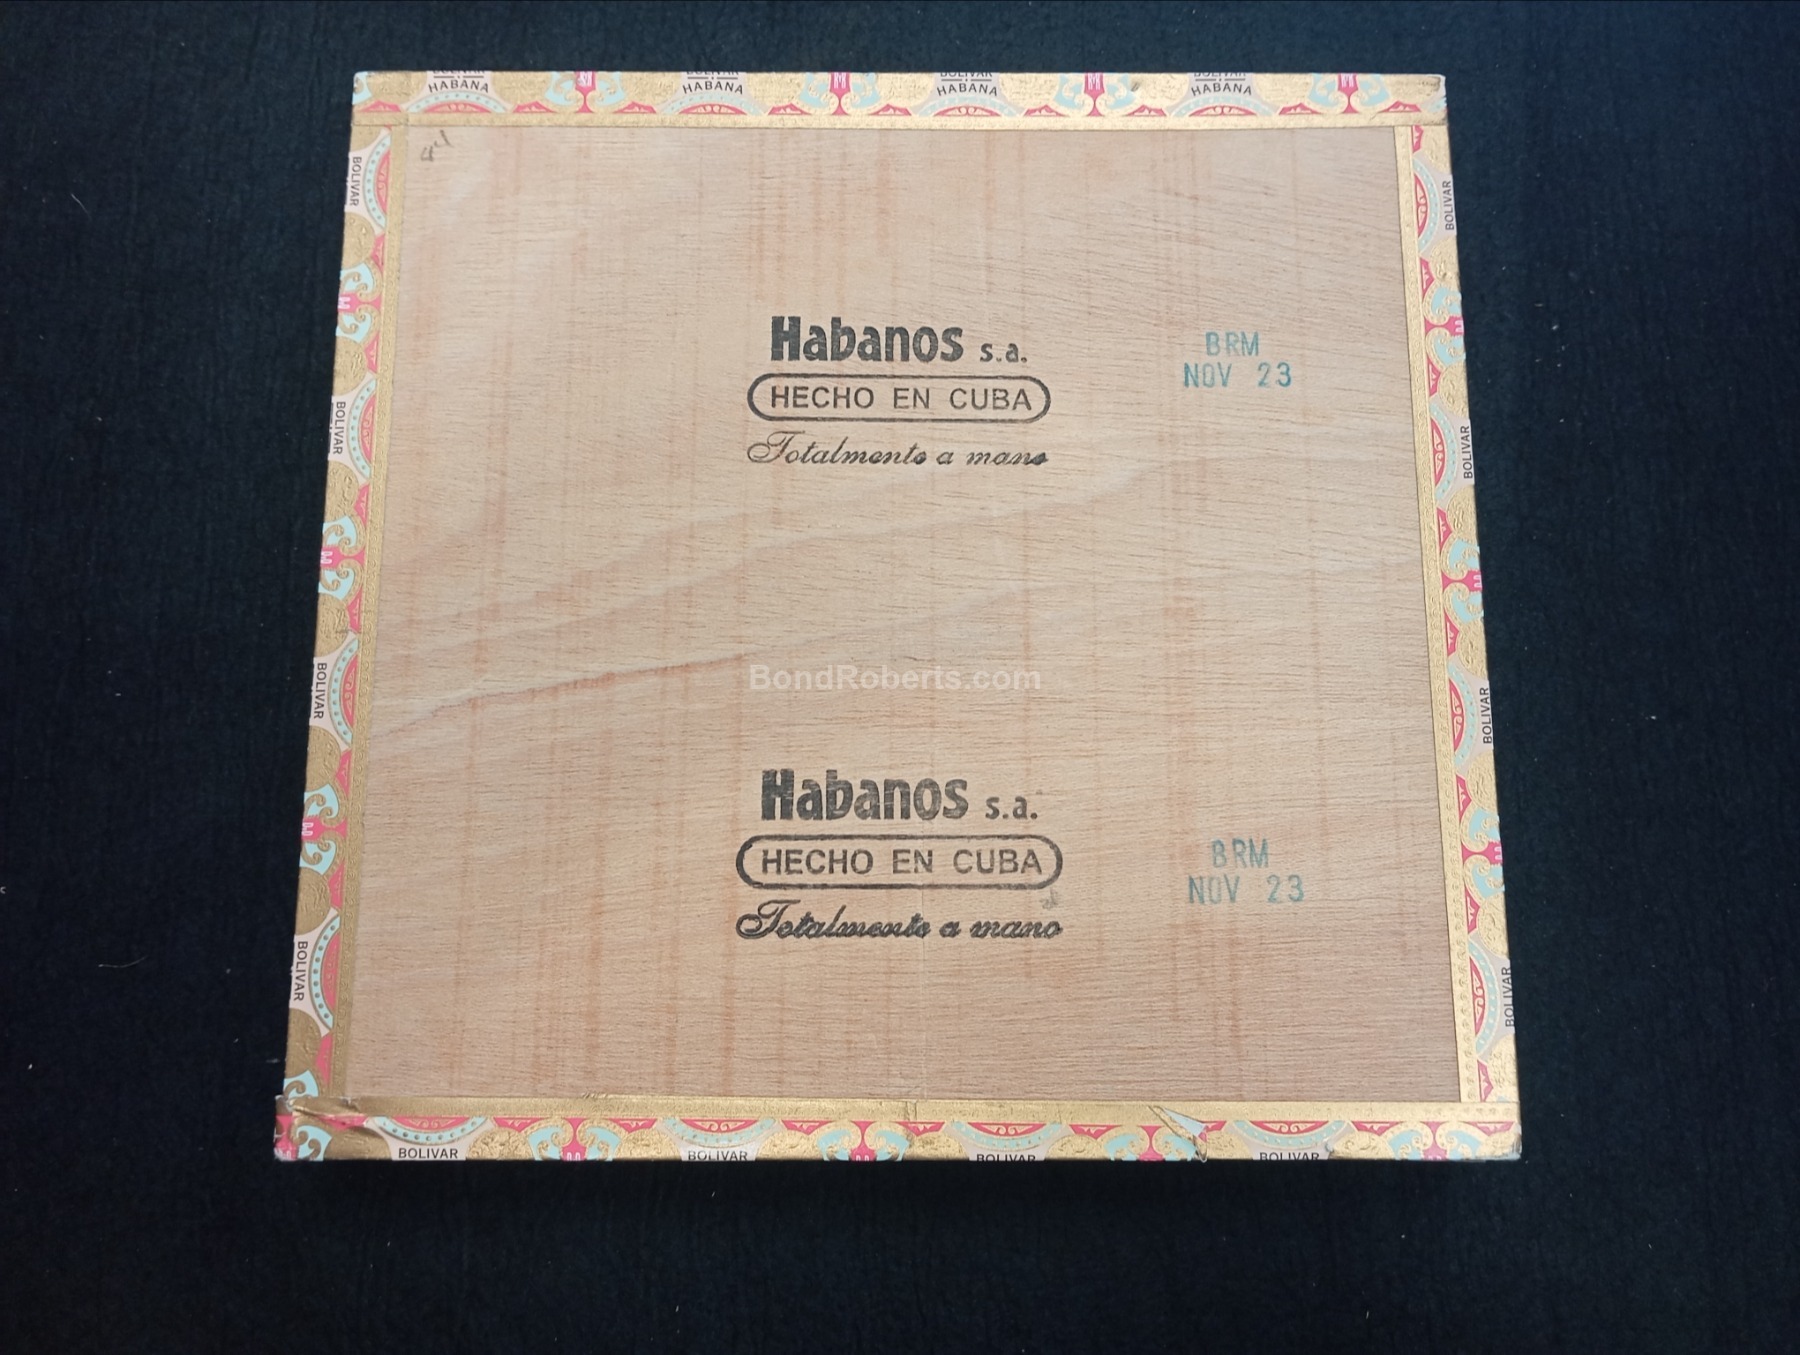 BOLIVAR BOLIVAR BOLIVAR BOLIVAR
HABANA HABANA HABANA HABANA
44
BOLIVAR
BOLIVAR
Habanos s.a.
BRM
HECHO EN CUBA
NOV 23
Totalmente a mano
BOLIVAR
BOLIVAR
BondRoberts.com
BOLIVAR
BOLIVAR
Habanos s.a.
BRM
HECHO EN CUBA
NOV 23
Totalmente a mano
BOLIVAR
BOLIVAR
BOLIVAR BOLIVAR BOLIVAR BOLIVAR